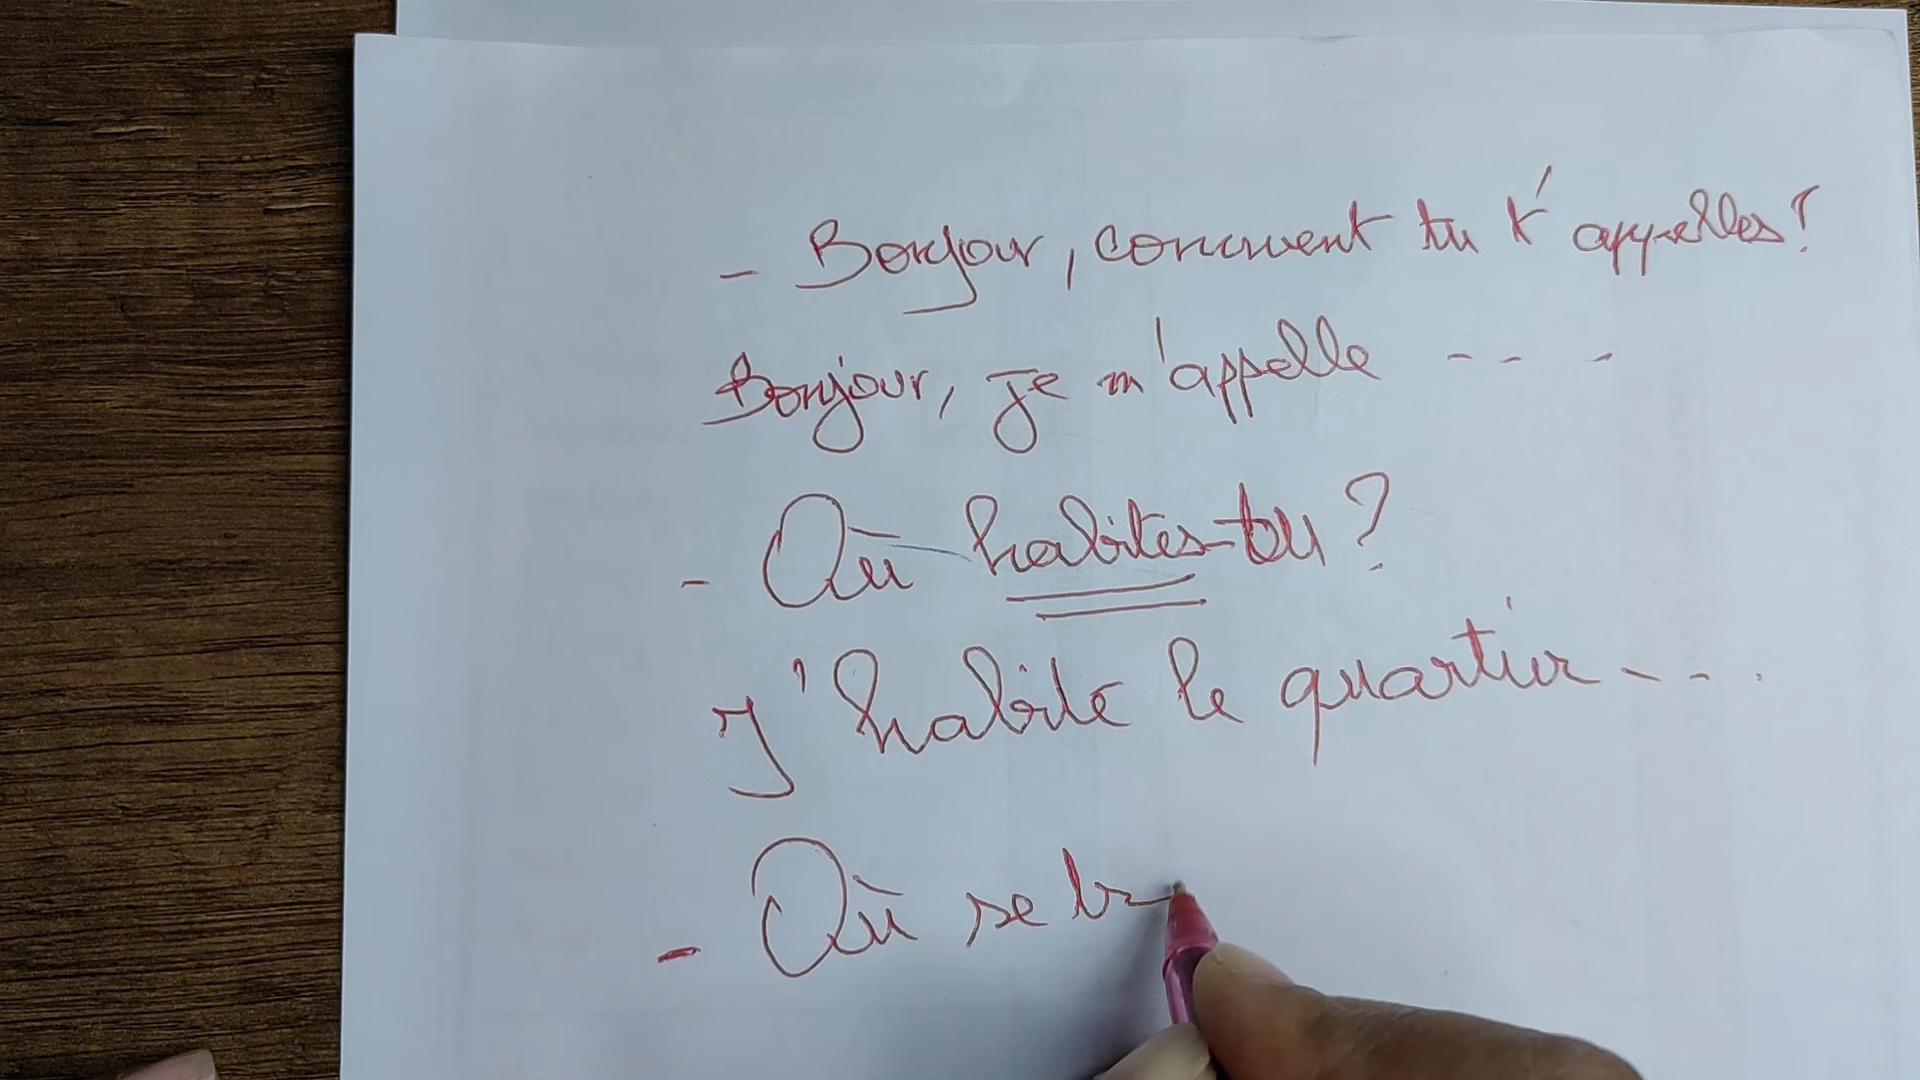 - Bonjour, comment tu t'appelles?
Bonjour, je m'appelle - - -
- Où habites-tu?
J'habite le quartier - - .
- Où se